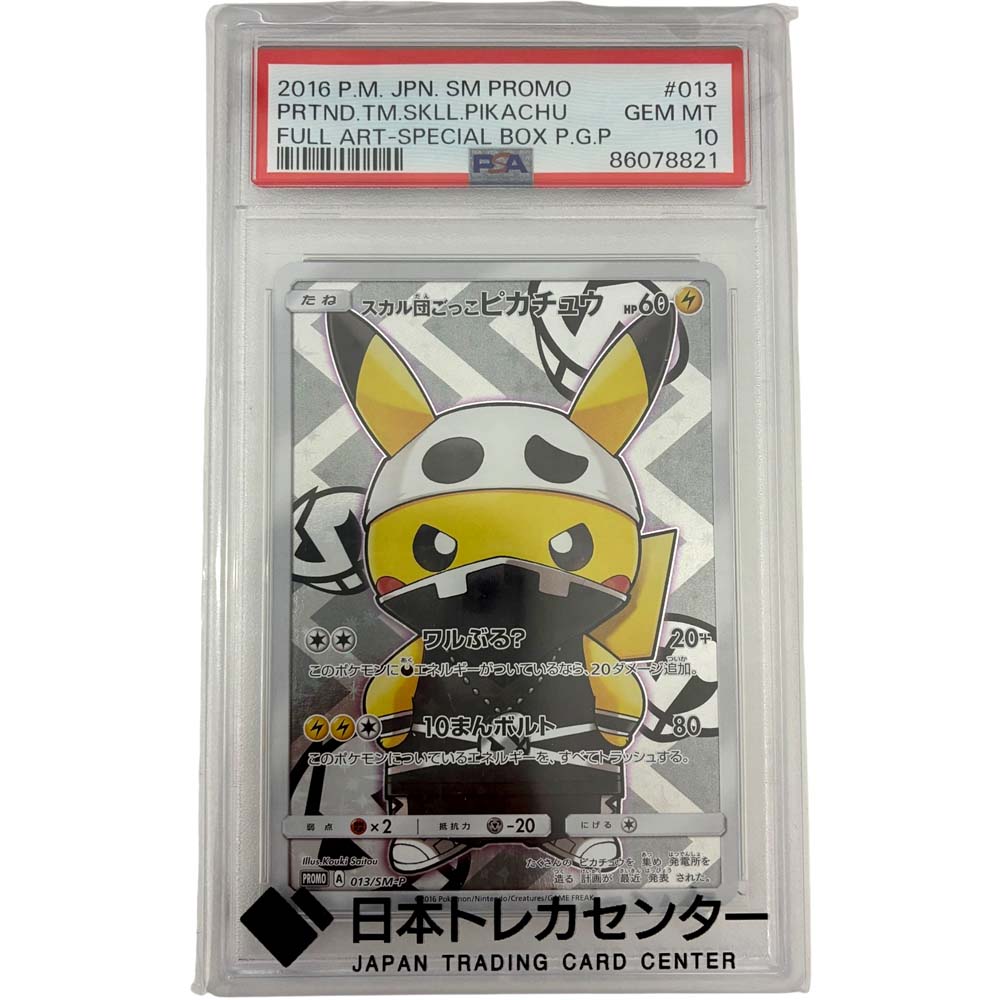 2016 P.M. JPN. SM PROMO #013
PRTND.TM.SKLL.PIKACHU GEM MT
FULL ART-SPECIAL BOX P.G.P 10
PSA 86078821
たね スカル団ごっこピカチュウ HP60
ワルぶる? 20+
このポケモンにエネルギーがついているなら、20ダメージ追加。
10まんボルト 80
このポケモンについているエネルギーを、すべてトラッシュする。
弱点 ×2 抵抗力 -20 にげる
Illus.Kouki Saitou
たくさんの ピカチュウを 集め 発電所を
造る 計画が 最近 発表 された。
PROMO A 013/SM-P
©2016 Pokémon/Nintendo/Creatures/GAME FREAK
日本トレカセンター
JAPAN TRADING CARD CENTER